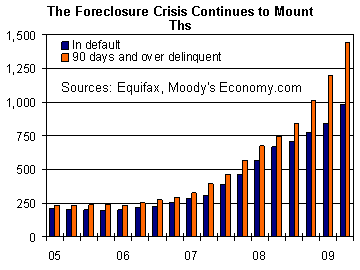 The Foreclosure Crisis Continues to Mount
Ths
1,500
In default
90 days and over delinquent
1,250
Sources: Equifax, Moody's Economy.com
1,000
750
500
250
0
05 06 07 08 09